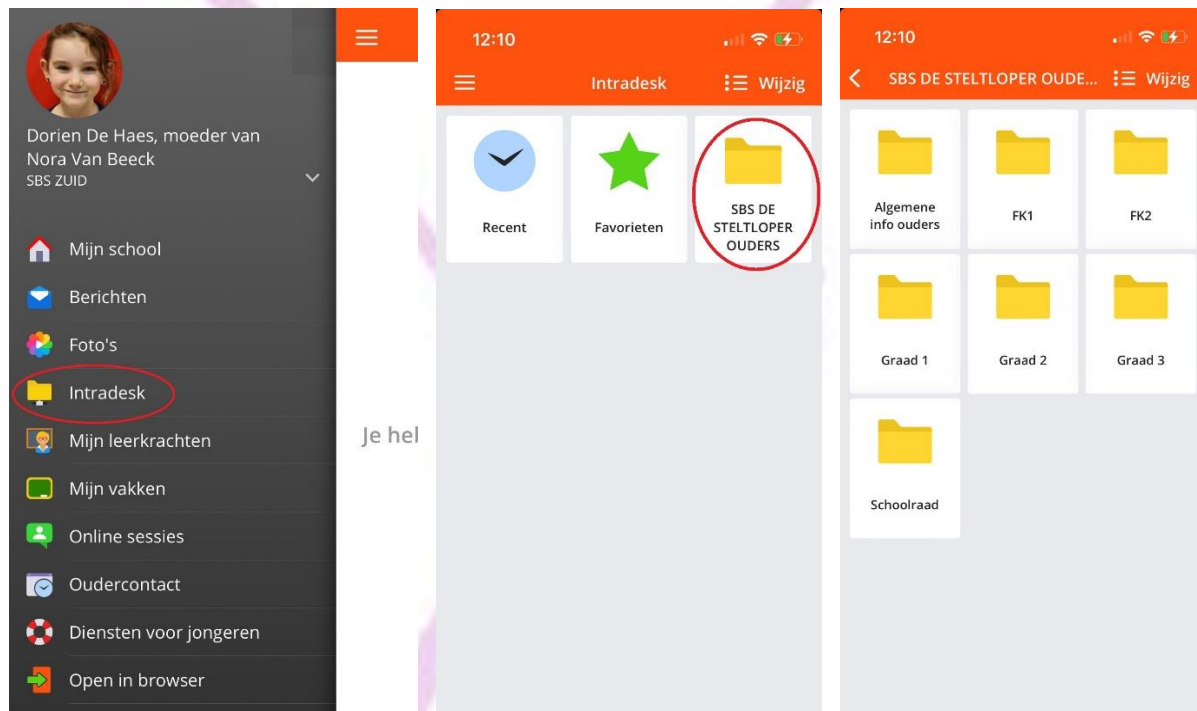 Dorien De Haes, moeder van
Nora Van Beeck
SBS ZUID
Mijn school
Berichten
Foto's
Intradesk
Mijn leerkrachten
Mijn vakken
Online sessies
Oudercontact
Diensten voor jongeren
Open in browser
Je hel
12:10
Intradesk
Wijzig
Recent
Favorieten
SBS DE
STELTLOPER
OUDERS
12:10
SBS DE STELTLOPER OUDE... Wijzig
Algemene
info ouders
FK1
FK2
Graad 1
Graad 2
Graad 3
Schoolraad